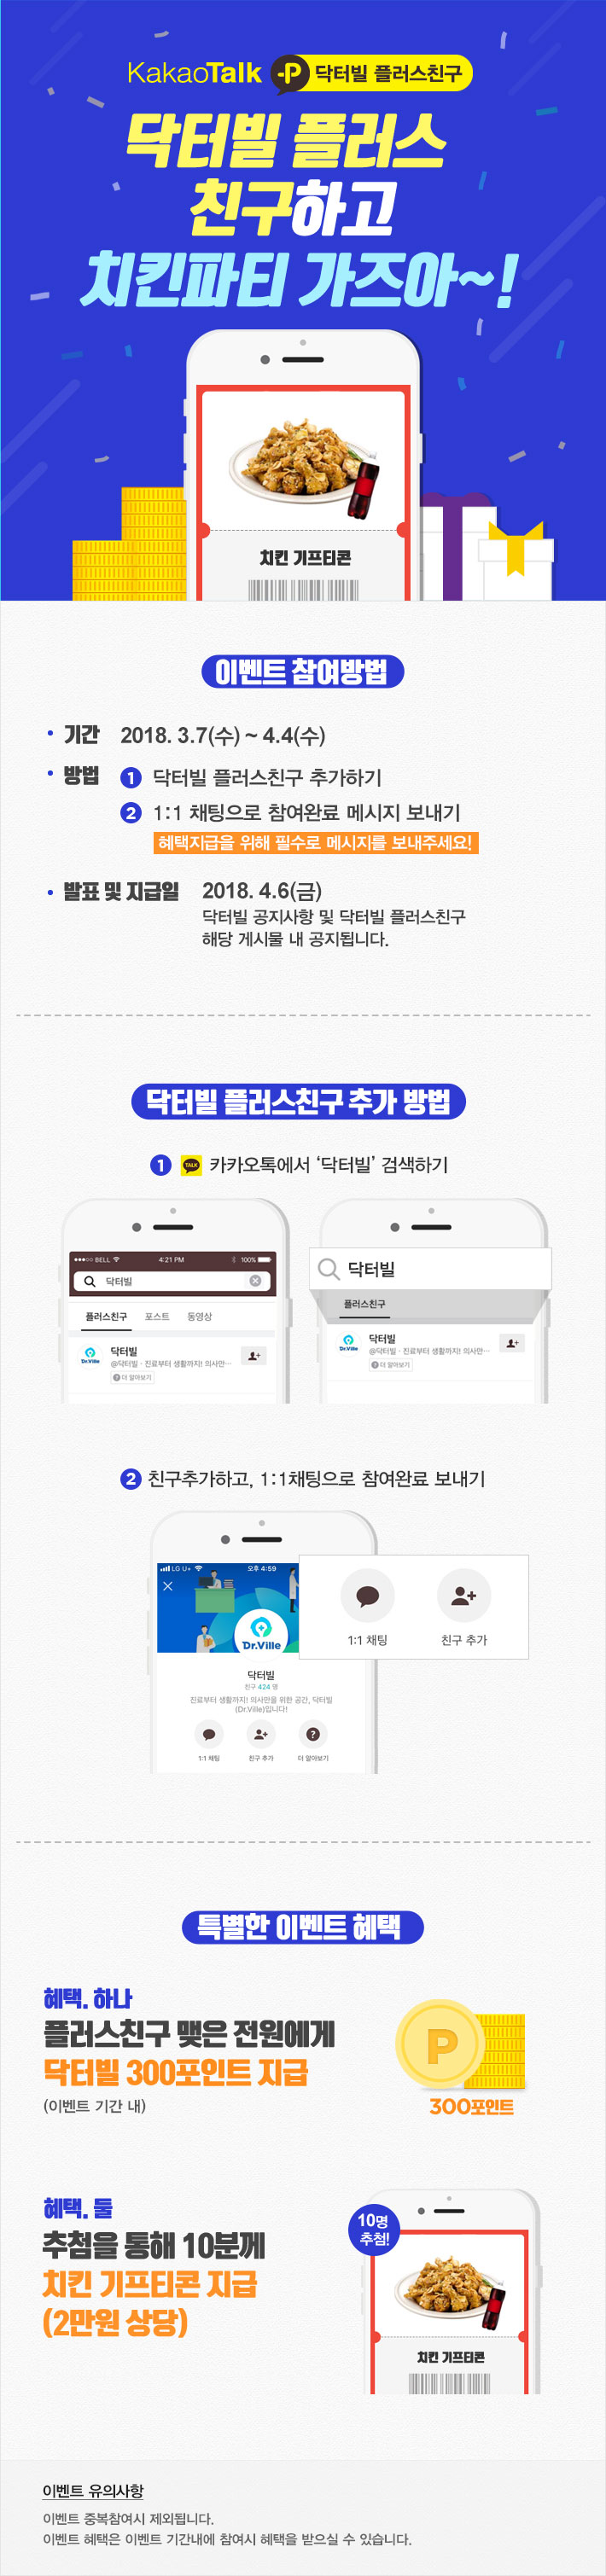 KakaoTalk P 닥터빌 플러스친구
닥터빌 플러스
친구하고
치킨파티 가즈아~!
치킨 기프티콘
이벤트 참여방법
기간 2018. 3.7(수) ~ 4.4(수)
방법 1 닥터빌 플러스친구 추가하기
2 1:1 채팅으로 참여완료 메시지 보내기
혜택지급을 위해 필수로 메시지를 보내주세요!
발표 및 지급일 2018. 4.6(금)
닥터빌 공지사항 및 닥터빌 플러스친구
해당 게시물 내 공지됩니다.
닥터빌 플러스친구 추가 방법
1 TALK 카카오톡에서 '닥터빌' 검색하기
BELL 4:21 PM 100%
닥터빌
플러스친구 포스트 동영상
Dr.Ville 닥터빌
@닥터빌 · 진료부터 생활까지! 의사만···
? 더 알아보기
닥터빌
플러스친구
Dr.Ville 닥터빌
@닥터빌 · 진료부터 생활까지! 의사만···
? 더 알아보기
2 친구추가하고, 1:1채팅으로 참여완료 보내기
LG U+ 오후 4:59
Dr.Ville
1:1 채팅 친구 추가
닥터빌
친구 424 명
진료부터 생활까지! 의사만을 위한 공간, 닥터빌
(Dr.Ville)입니다!
1:1 채팅 친구 추가 더 알아보기
특별한 이벤트 혜택
혜택. 하나
플러스친구 맺은 전원에게
닥터빌 300포인트 지급
(이벤트 기간 내)
P
300포인트
혜택. 둘
추첨을 통해 10분께
치킨 기프티콘 지급
(2만원 상당)
10명
추첨!
치킨 기프티콘
이벤트 유의사항
이벤트 중복참여시 제외됩니다.
이벤트 혜택은 이벤트 기간내에 참여시 혜택을 받으실 수 있습니다.